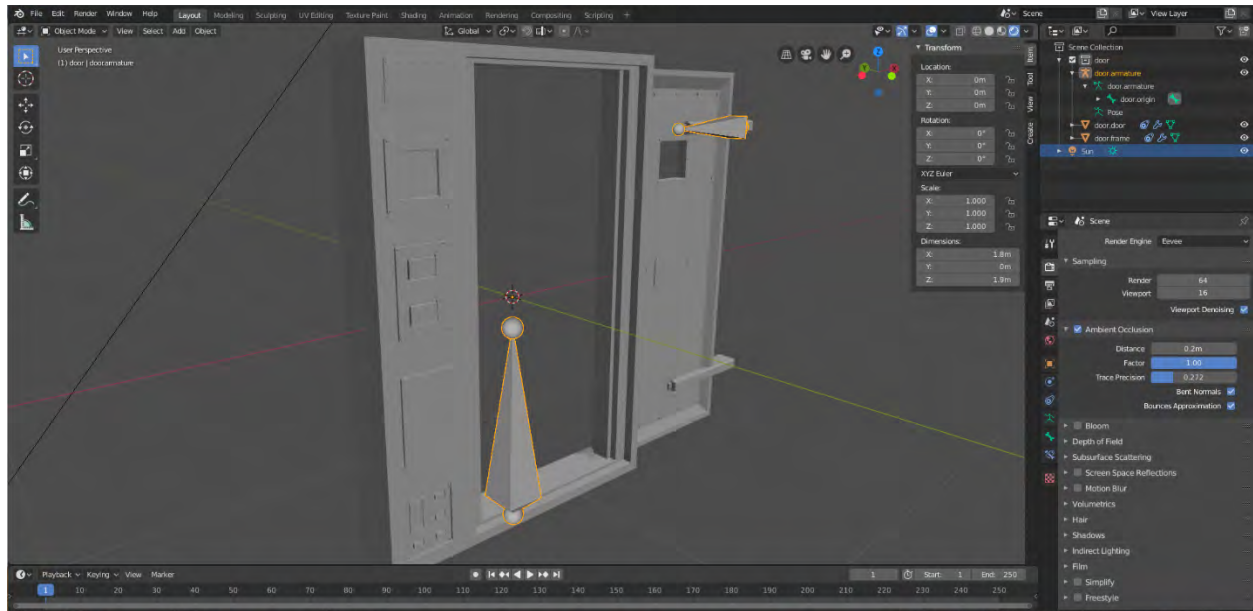 File Edit Render Window Help Layout Modeling Sculpting UV Editing Texture Paint Shading Animation Rendering Compositing Scripting + Scene View Layer
Object Mode View Select Add Object Global
User Perspective
(1) door | door.armature
Transform
Location:
X: 0m
Y: 0m
Z: 0m
Rotation:
X: 0°
Y: 0°
Z: 0°
XYZ Euler
Scale:
X: 1.000
Y: 1.000
Z: 1.000
Dimensions:
X: 1.8m
Y: 0m
Z: 1.9m
Item
Tool
View
Create
Z
Scene Collection
door
door.armature
door.armature
door.origin
Pose
door.door
door.frame
Sun
Scene
Render Engine Eevee
Sampling
Render 64
Viewport 16
Viewport Denoising
Ambient Occlusion
Distance 0.2m
Factor 1.00
Trace Precision 0.272
Bent Normals
Bounces Approximation
Bloom
Depth of Field
Subsurface Scattering
Screen Space Reflections
Motion Blur
Volumetrics
Hair
Shadows
Indirect Lighting
Film
Simplify
Freestyle
Playback Keying View Marker 1 Start: 1 End: 250
1 10 20 30 40 50 60 70 80 90 100 110 120 130 140 150 160 170 180 190 200 210 220 230 240 250